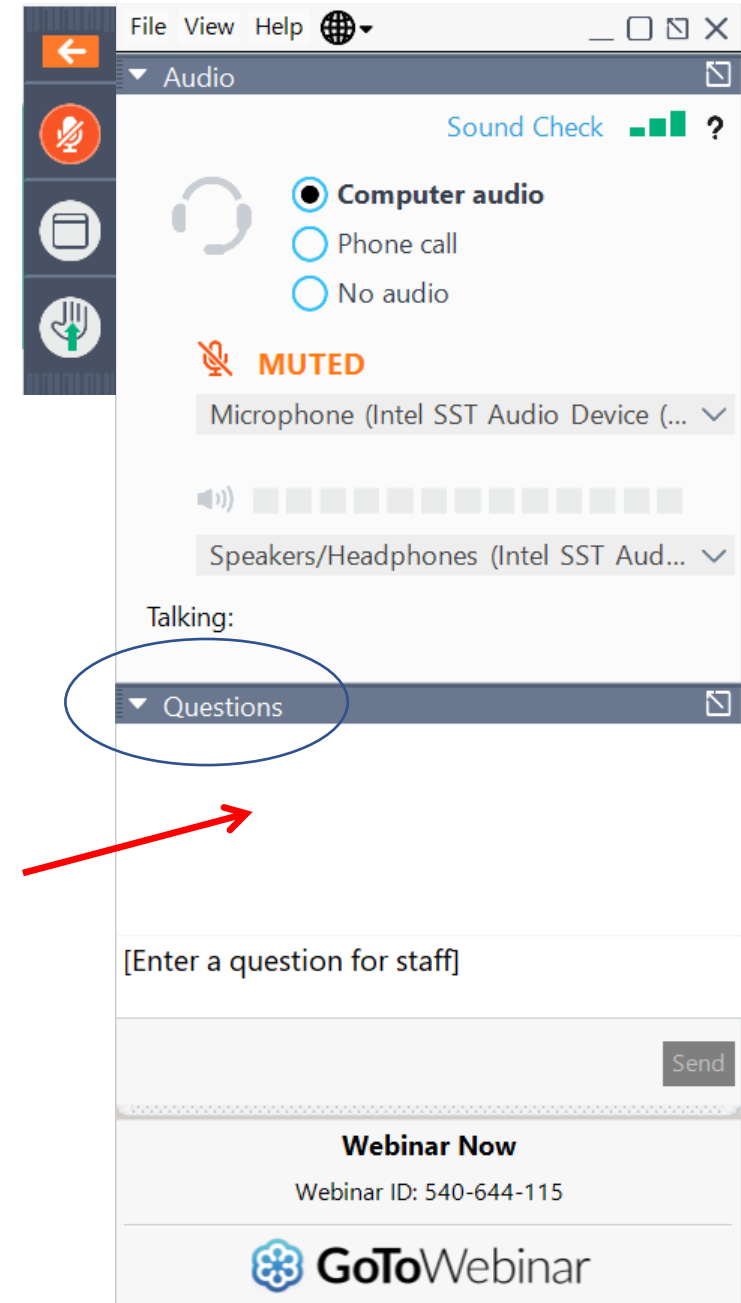 File View Help
Audio
Sound Check ?
Computer audio
Phone call
No audio
MUTED
Microphone (Intel SST Audio Device (...
Speakers/Headphones (Intel SST Aud...
Talking:
Questions
[Enter a question for staff]
Send
Webinar Now
Webinar ID: 540-644-115
GoToWebinar